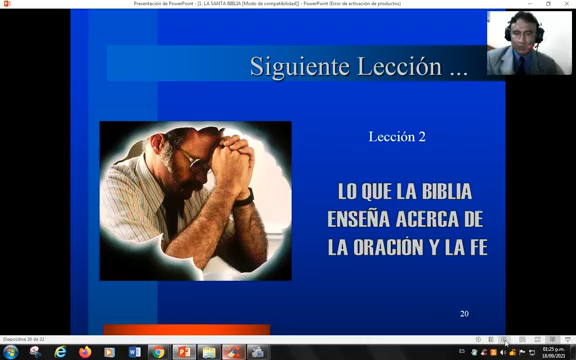 Presentación de PowerPoint - [1. LA SANTA BIBLIA [Modo de compatibilidad]] - PowerPoint (Error de activación de productos)
Siguiente Lección ...
Lección 2
LO QUE LA BIBLIA
ENSEÑA ACERCA DE
LA ORACIÓN Y LA FE
20
Diapositiva 20 de 22
ES
01:25 p.m.
18/09/2021